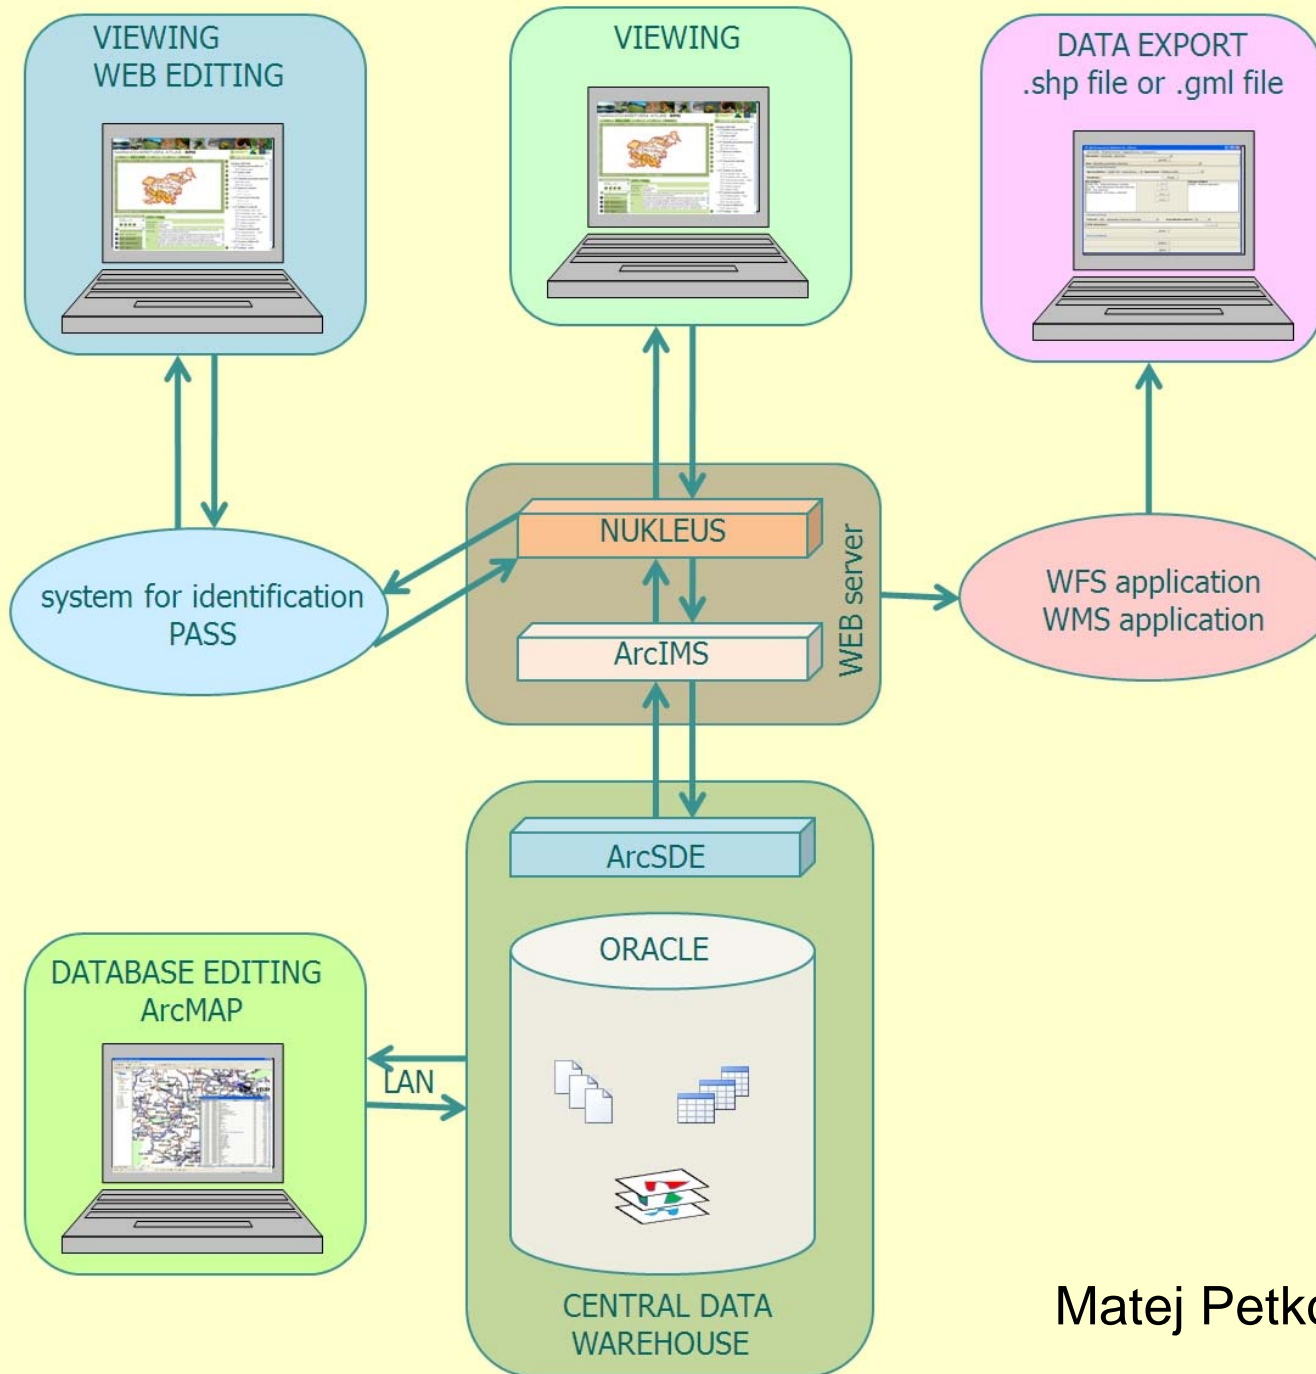 VIEWING
WEB EDITING
VIEWING
DATA EXPORT
.shp file or .gml file
NUKLEUS
ArcIMS
WEB server
system for identification
PASS
WFS application
WMS application
ArcSDE
ORACLE
DATABASE EDITING
ArcMAP
LAN
CENTRAL DATA
WAREHOUSE
Matej